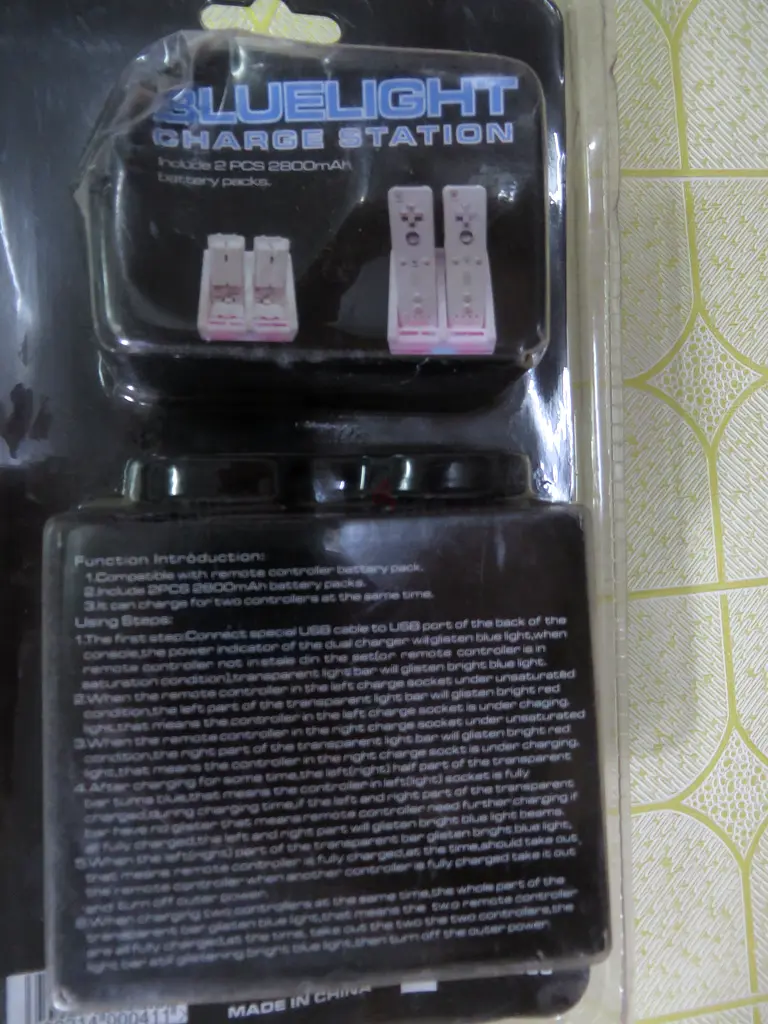 BLUELIGHT
CHARGE STATION
Include 2 PCS 2800mAh
battery packs.
Function Introduction:
1.Compatible with remote controller battery pack.
2.Include 2PCS 2800mAh battery packs.
3.It can charge for two controllers at the same time.
Using Steps:
1.The first step:Connect special USB cable to USB part of the back of the
console,the power indicator of the dual charger will glisten blue light,when
remote controller not in stale din the set(or remote controller is in
saturation condition),transparent light bar will glisten bright blue light.
2.When the remote controller in the left charge socket under unsaturated
condition,the left part of the transparent light bar will glisten bright red
light,that means the controller in the left charge socket is under chaging.
3.When the remote controller in the right charge socket under unsaturated
condition,the right part of the transparent light bar will glisten bright red
light,that means the controller in the right charge sockt is under charging.
4.After charging for some time,the left(right) half part of the transparent
bar turns blue,that means the controller in left(light) socket is fully
charged,during charging time,if the left and right part of the transparent
bar have no glisten,that means remote controller need further charging if
all fully charged,the left and right part will glisten bright blue light beams.
5.When the left(right) part of the transparent bar glisten bright blue light,
that means remote controller is fully charged,at the time,should take out
the remote controller when another controller is fully charged take it out
and turn off outer power.
6.When charging two controllers at the same time,the whole part of the
transparent bar glisten blue light,that means the two remote controller
are all fully charged,at the time, take out the two the two controllers,the
light bar still glistering bright blue light,then turn off the outer power.
MADE IN CHINA